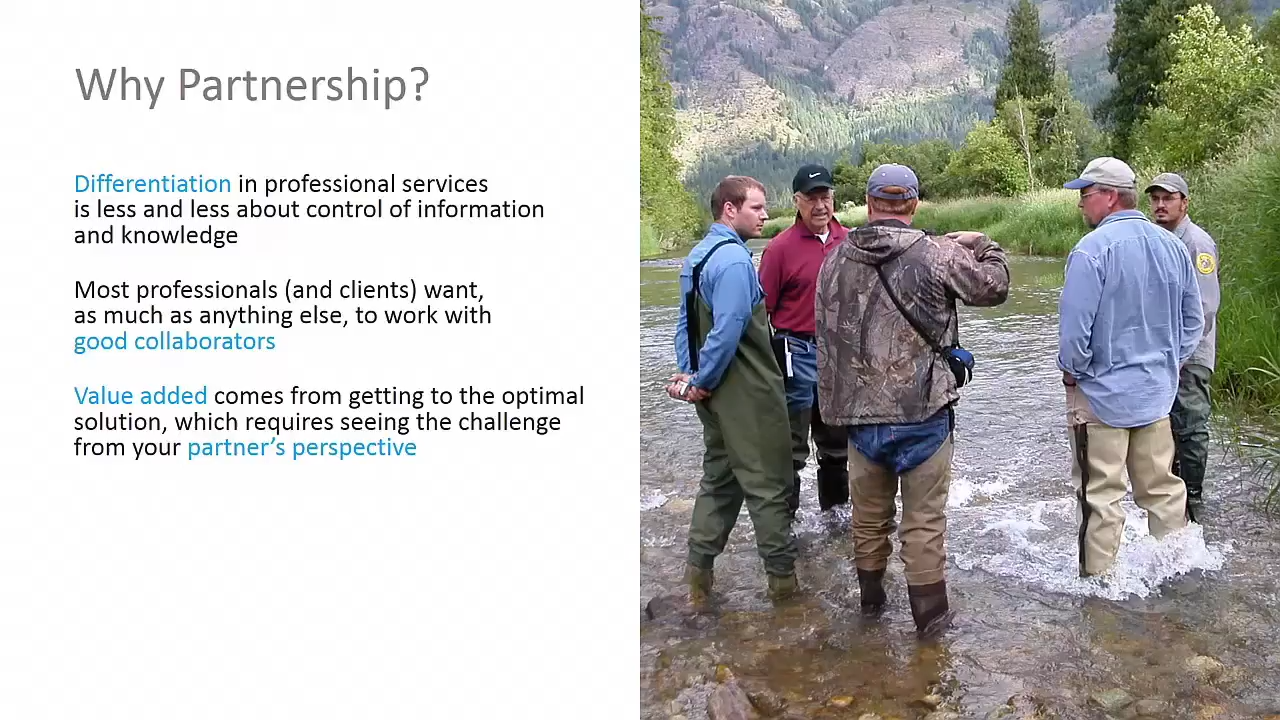 Why Partnership?
Differentiation in professional services
is less and less about control of information
and knowledge
Most professionals (and clients) want,
as much as anything else, to work with
good collaborators
Value added comes from getting to the optimal
solution, which requires seeing the challenge
from your partner’s perspective